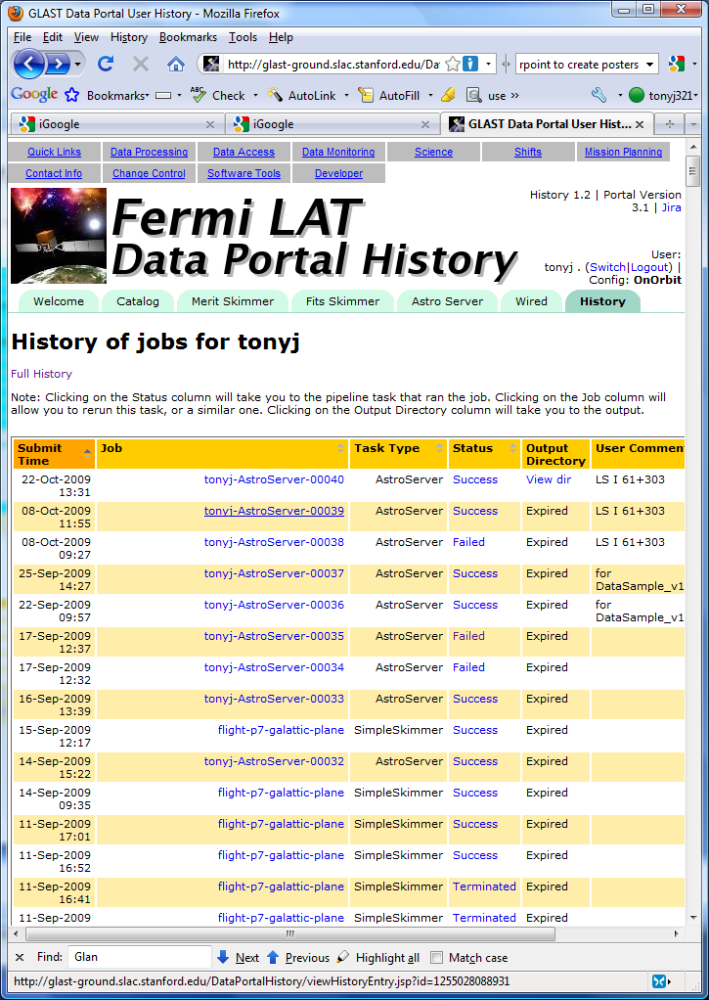 GLAST Data Portal User History - Mozilla Firefox
File Edit View History Bookmarks Tools Help
http://glast-ground.slac.stanford.edu/Da rpoint to create posters
Google Bookmarks Check AutoLink AutoFill use » tonyj321
iGoogle iGoogle GLAST Data Portal User Hist...
Quick Links Data Processing Data Access Data Monitoring Science Shifts Mission Planning
Contact Info Change Control Software Tools Developer
History 1.2 | Portal Version
3.1 | Jira
Fermi LAT
Data Portal History
User:
tonyj . (Switch|Logout) |
Config: OnOrbit
Welcome Catalog Merit Skimmer Fits Skimmer Astro Server Wired History
History of jobs for tonyj
Full History
Note: Clicking on the Status column will take you to the pipeline task that ran the job. Clicking on the Job column will
allow you to rerun this task, or a similar one. Clicking on the Output Directory column will take you to the output.
Submit Job Task Type Status Output User Commen
Time Directory
22-Oct-2009 tonyj-AstroServer-00040 AstroServer Success View dir LS I 61+303
13:31
08-Oct-2009 tonyj-AstroServer-00039 AstroServer Success Expired LS I 61+303
11:55
08-Oct-2009 tonyj-AstroServer-00038 AstroServer Failed Expired LS I 61+303
09:27
25-Sep-2009 tonyj-AstroServer-00037 AstroServer Success Expired for
14:27 DataSample_v1
22-Sep-2009 tonyj-AstroServer-00036 AstroServer Success Expired for
09:57 DataSample_v1
17-Sep-2009 tonyj-AstroServer-00035 AstroServer Failed Expired
12:37
17-Sep-2009 tonyj-AstroServer-00034 AstroServer Failed Expired
12:32
16-Sep-2009 tonyj-AstroServer-00033 AstroServer Success Expired
13:39
15-Sep-2009 flight-p7-galattic-plane SimpleSkimmer Success Expired
12:17
14-Sep-2009 tonyj-AstroServer-00032 AstroServer Success Expired
15:22
14-Sep-2009 flight-p7-galattic-plane SimpleSkimmer Success Expired
09:35
11-Sep-2009 flight-p7-galattic-plane SimpleSkimmer Success Expired
17:01
11-Sep-2009 flight-p7-galattic-plane SimpleSkimmer Success Expired
16:52
11-Sep-2009 flight-p7-galattic-plane SimpleSkimmer Terminated Expired
16:41
11-Sep-2009 flight-p7-galattic-plane SimpleSkimmer Terminated Expired
Find: Glan Next Previous Highlight all Match case
http://glast-ground.slac.stanford.edu/DataPortalHistory/viewHistoryEntry.jsp?id=1255028088931